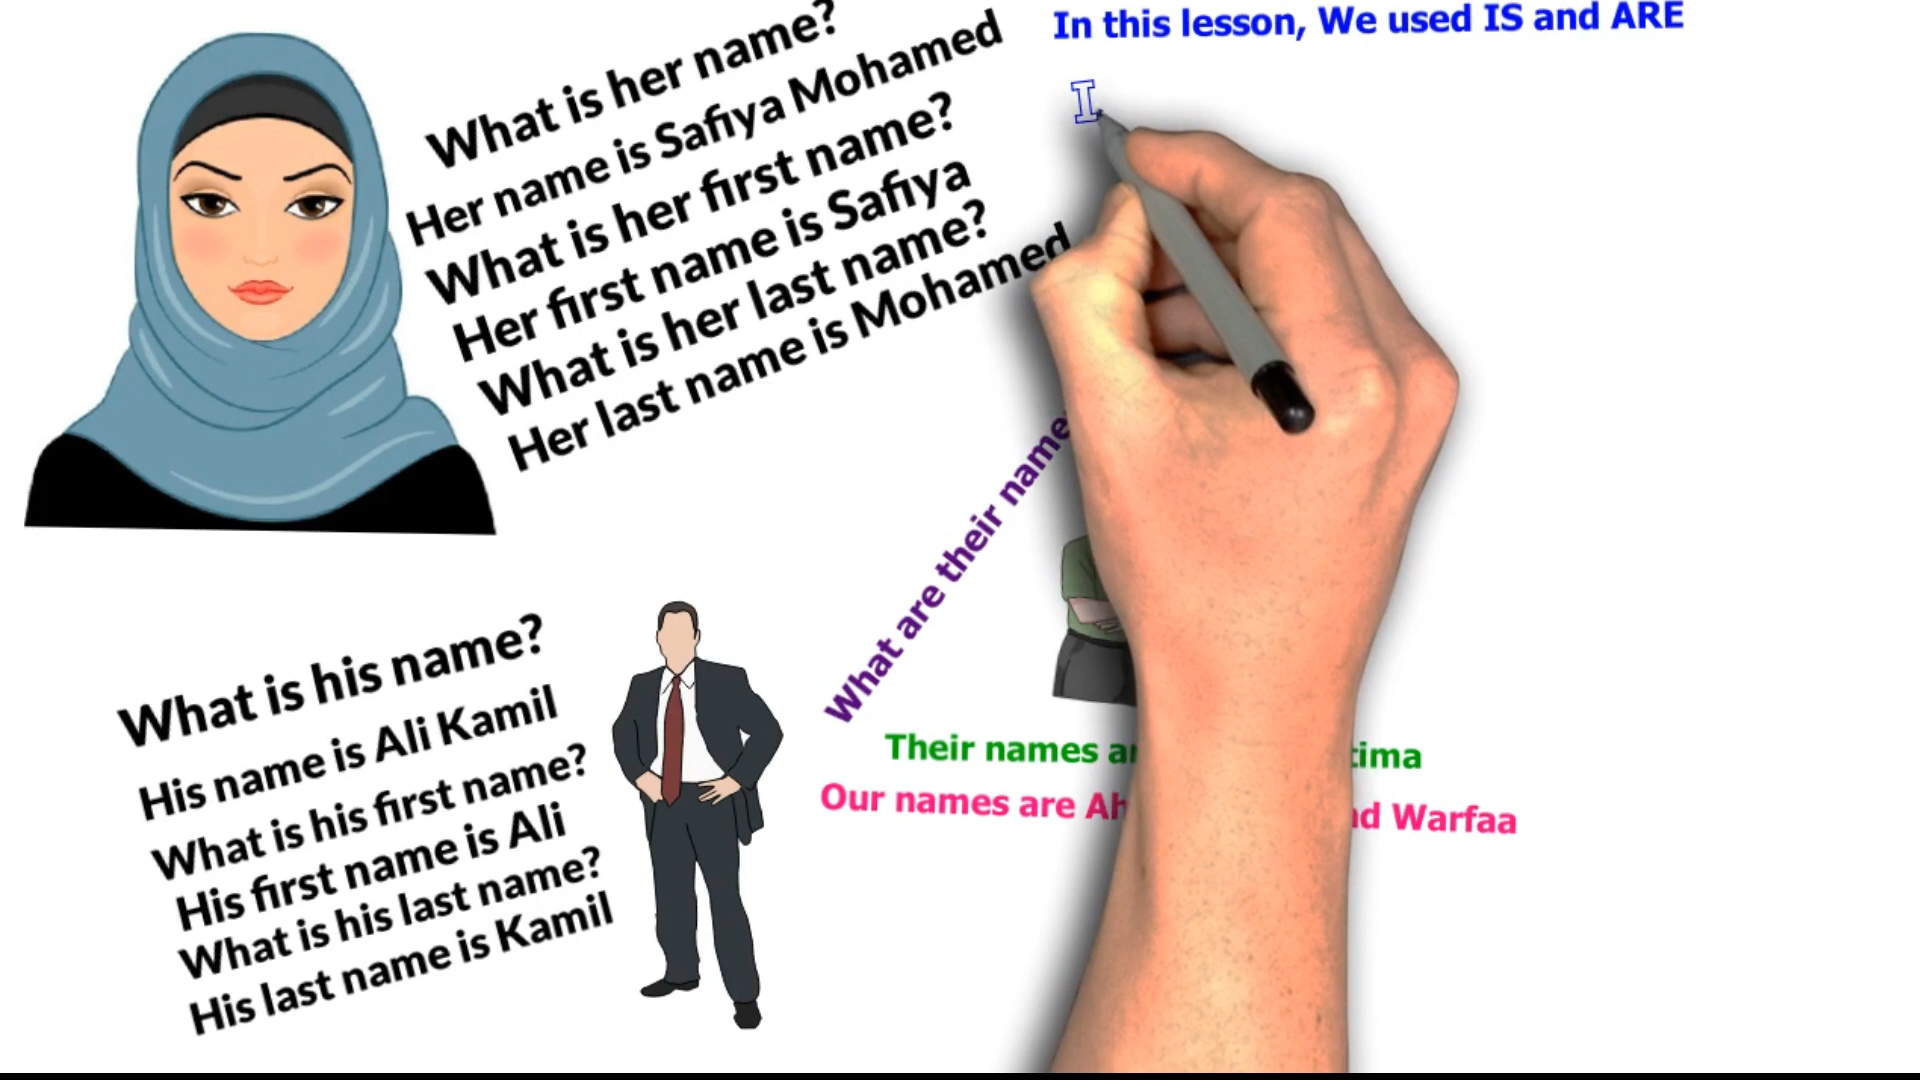 What is her name?
Her name is Safiya Mohamed
What is her first name?
Her first name is Safiya
What is her last name?
Her last name is Mohamed
In this lesson, We used IS and ARE
I
What is his name?
His name is Ali Kamil
What is his first name?
His first name is Ali
What is his last name?
His last name is Kamil
What are their name
Their names
Our names are
Warfaa